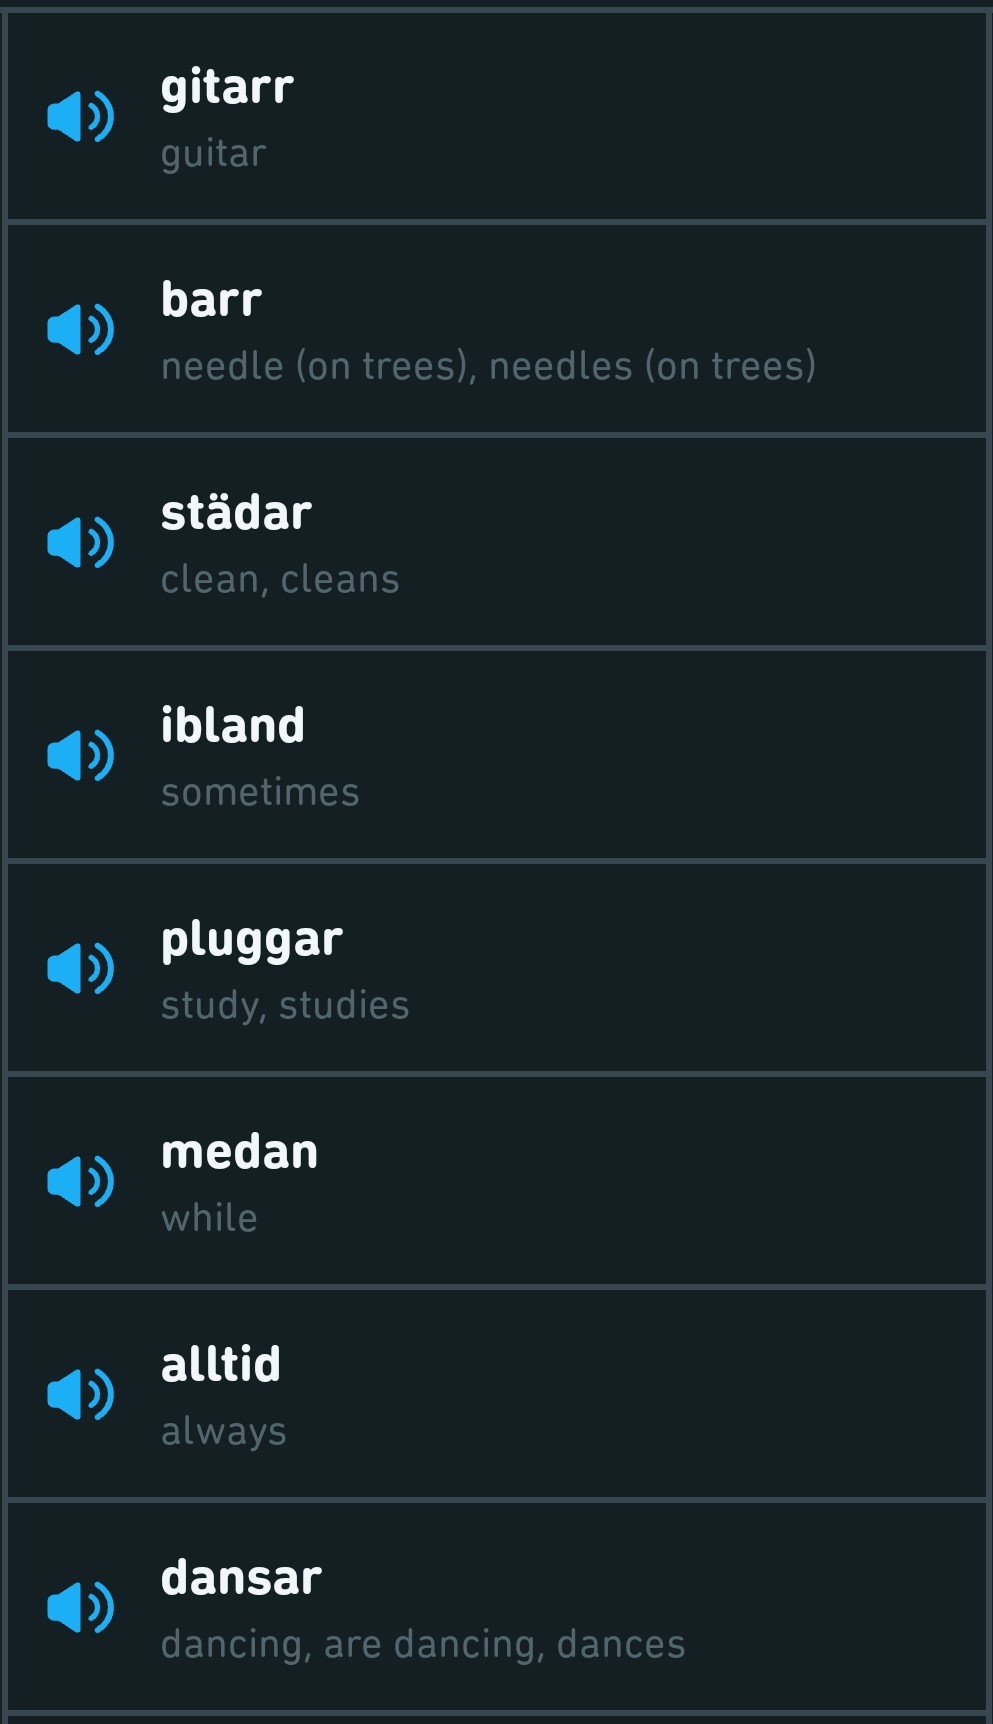 gitarr
guitar
barr
needle (on trees), needles (on trees)
städar
clean, cleans
ibland
sometimes
pluggar
study, studies
medan
while
alltid
always
dansar
dancing, are dancing, dances